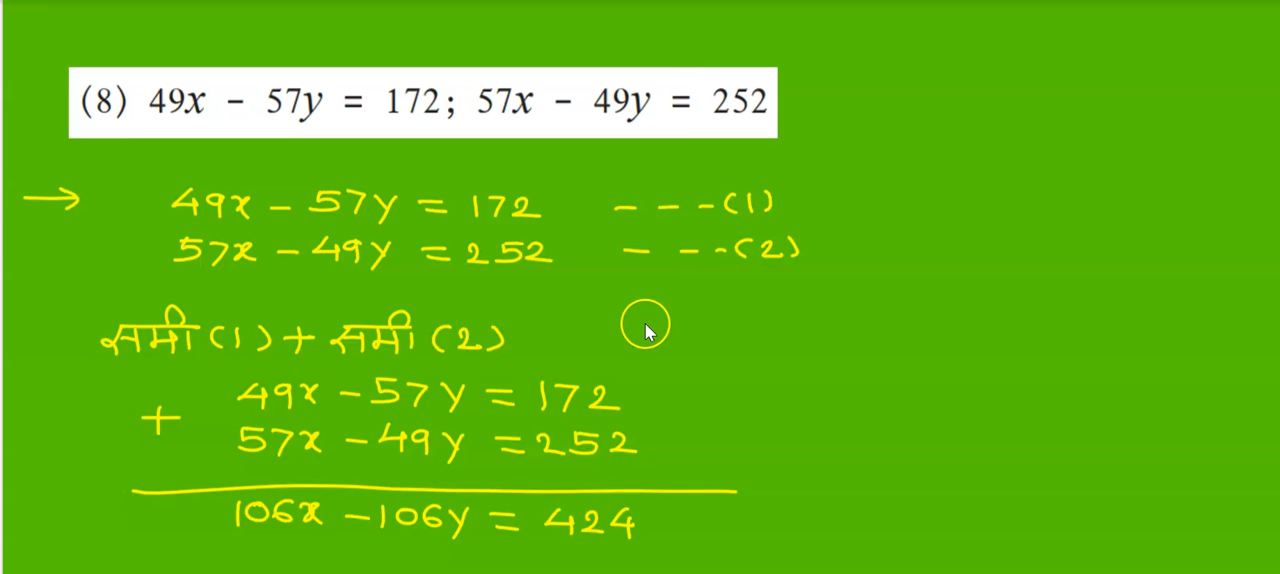 (8) 49x - 57y = 172; 57x - 49y = 252
→ 49x - 57y = 172 - - - (1)
57x - 49y = 252 - - - (2)
समी (1) + समी (2)
49x - 57y = 172
+
57x - 49y = 252
106x - 106y = 424